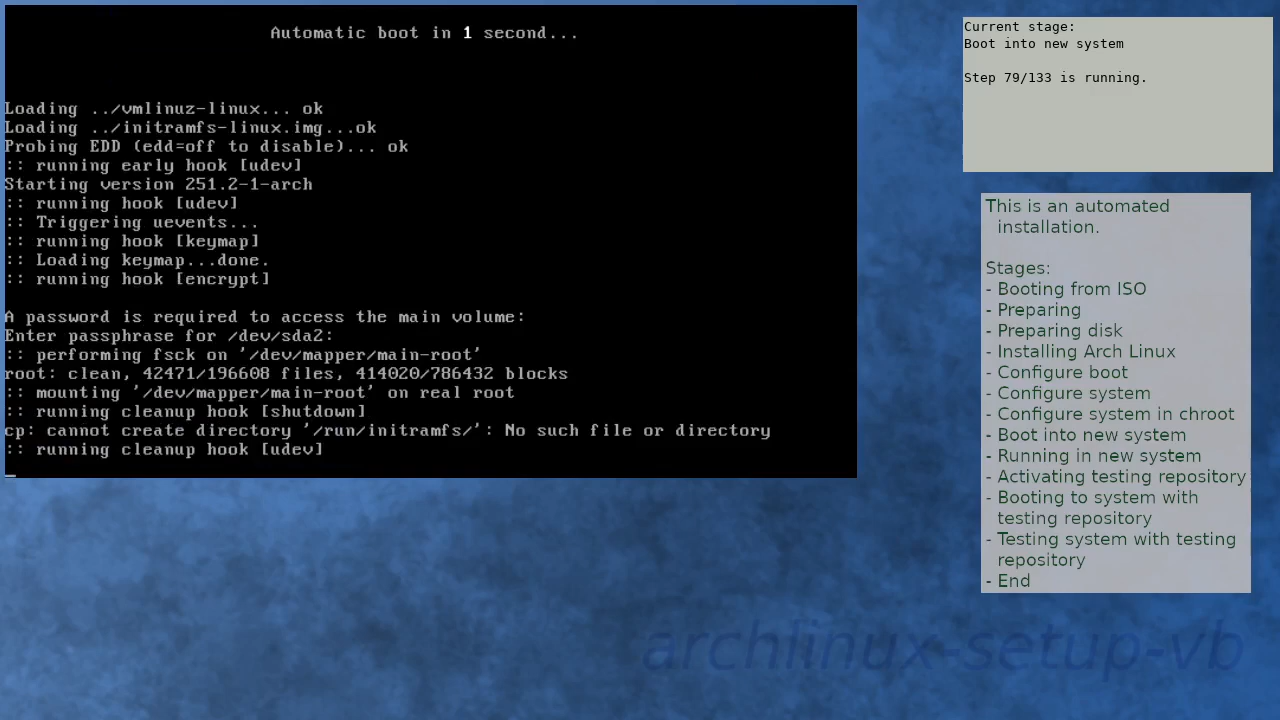 Automatic boot in 1 second...
Loading ../vmlinuz-linux... ok
Loading ../initramfs-linux.img...ok
Probing EDD (edd=off to disable)... ok
:: running early hook [udev]
Starting version 251.2-1-arch
:: running hook [udev]
:: Triggering uevents...
:: running hook [keymap]
:: Loading keymap...done.
:: running hook [encrypt]
A password is required to access the main volume:
Enter passphrase for /dev/sda2:
:: performing fsck on '/dev/mapper/main-root'
root: clean, 42471/196608 files, 414020/786432 blocks
:: mounting '/dev/mapper/main-root' on real root
:: running cleanup hook [shutdown]
cp: cannot create directory '/run/initramfs/': No such file or directory
:: running cleanup hook [udev]
_
Current stage:
Boot into new system
Step 79/133 is running.
This is an automated
installation.
Stages:
- Booting from ISO
- Preparing
- Preparing disk
- Installing Arch Linux
- Configure boot
- Configure system
- Configure system in chroot
- Boot into new system
- Running in new system
- Activating testing repository
- Booting to system with
testing repository
- Testing system with testing
repository
- End
archlinux-setup-vb